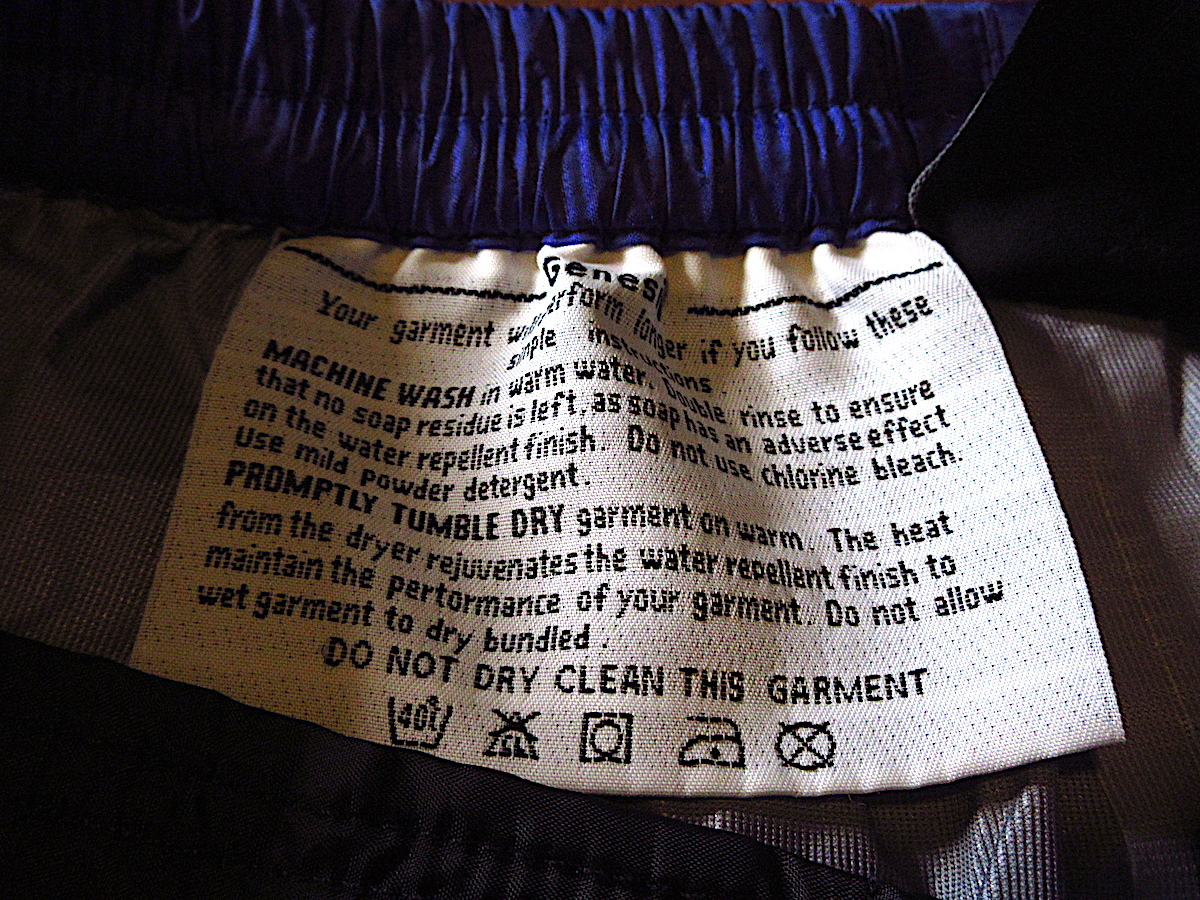 Genesi
Your garment will perform longer if you follow these
simple instructions
MACHINE WASH in warm water. Double rinse to ensure
that no soap residue is left, as soap has an adverse effect
on the water repellent finish. Do not use chlorine bleach.
Use mild powder detergent.
PROMPTLY TUMBLE DRY garment on warm. The heat
from the dryer rejuvenates the water repellent finish to
maintain the performance of your garment. Do not allow
wet garment to dry bundled.
DO NOT DRY CLEAN THIS GARMENT
40